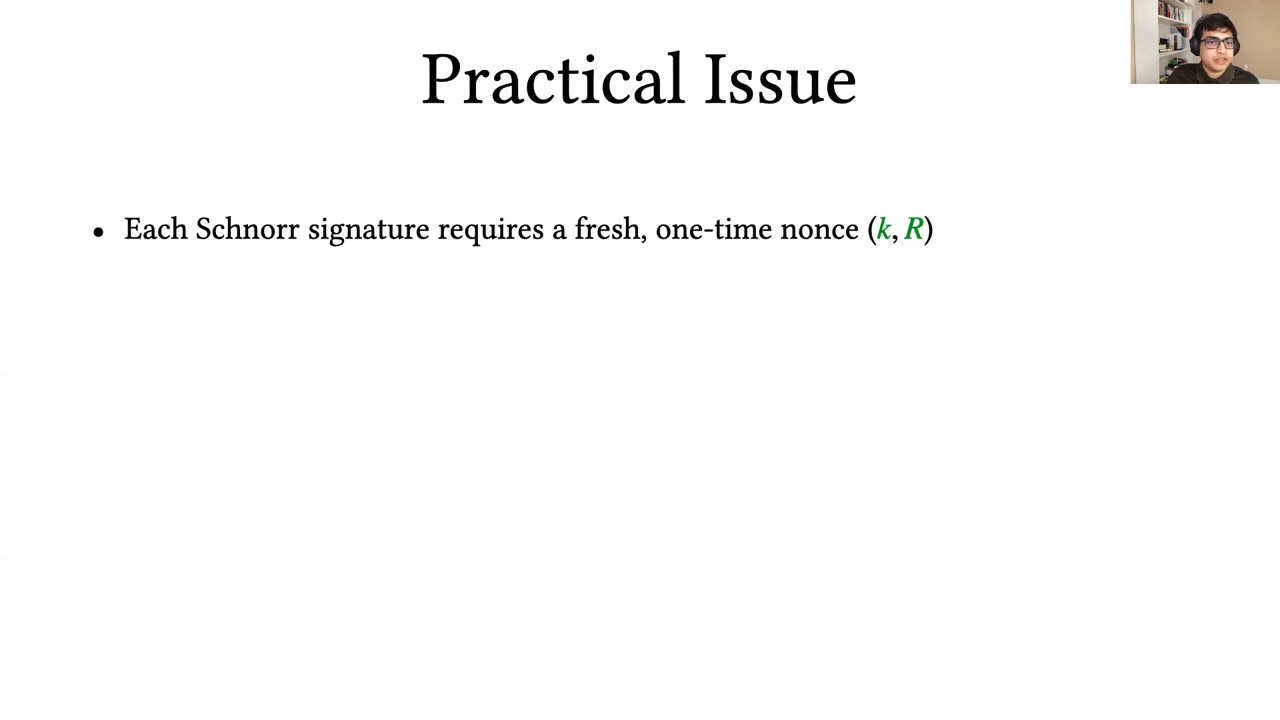 Practical Issue
• Each Schnorr signature requires a fresh, one-time nonce (k, R)